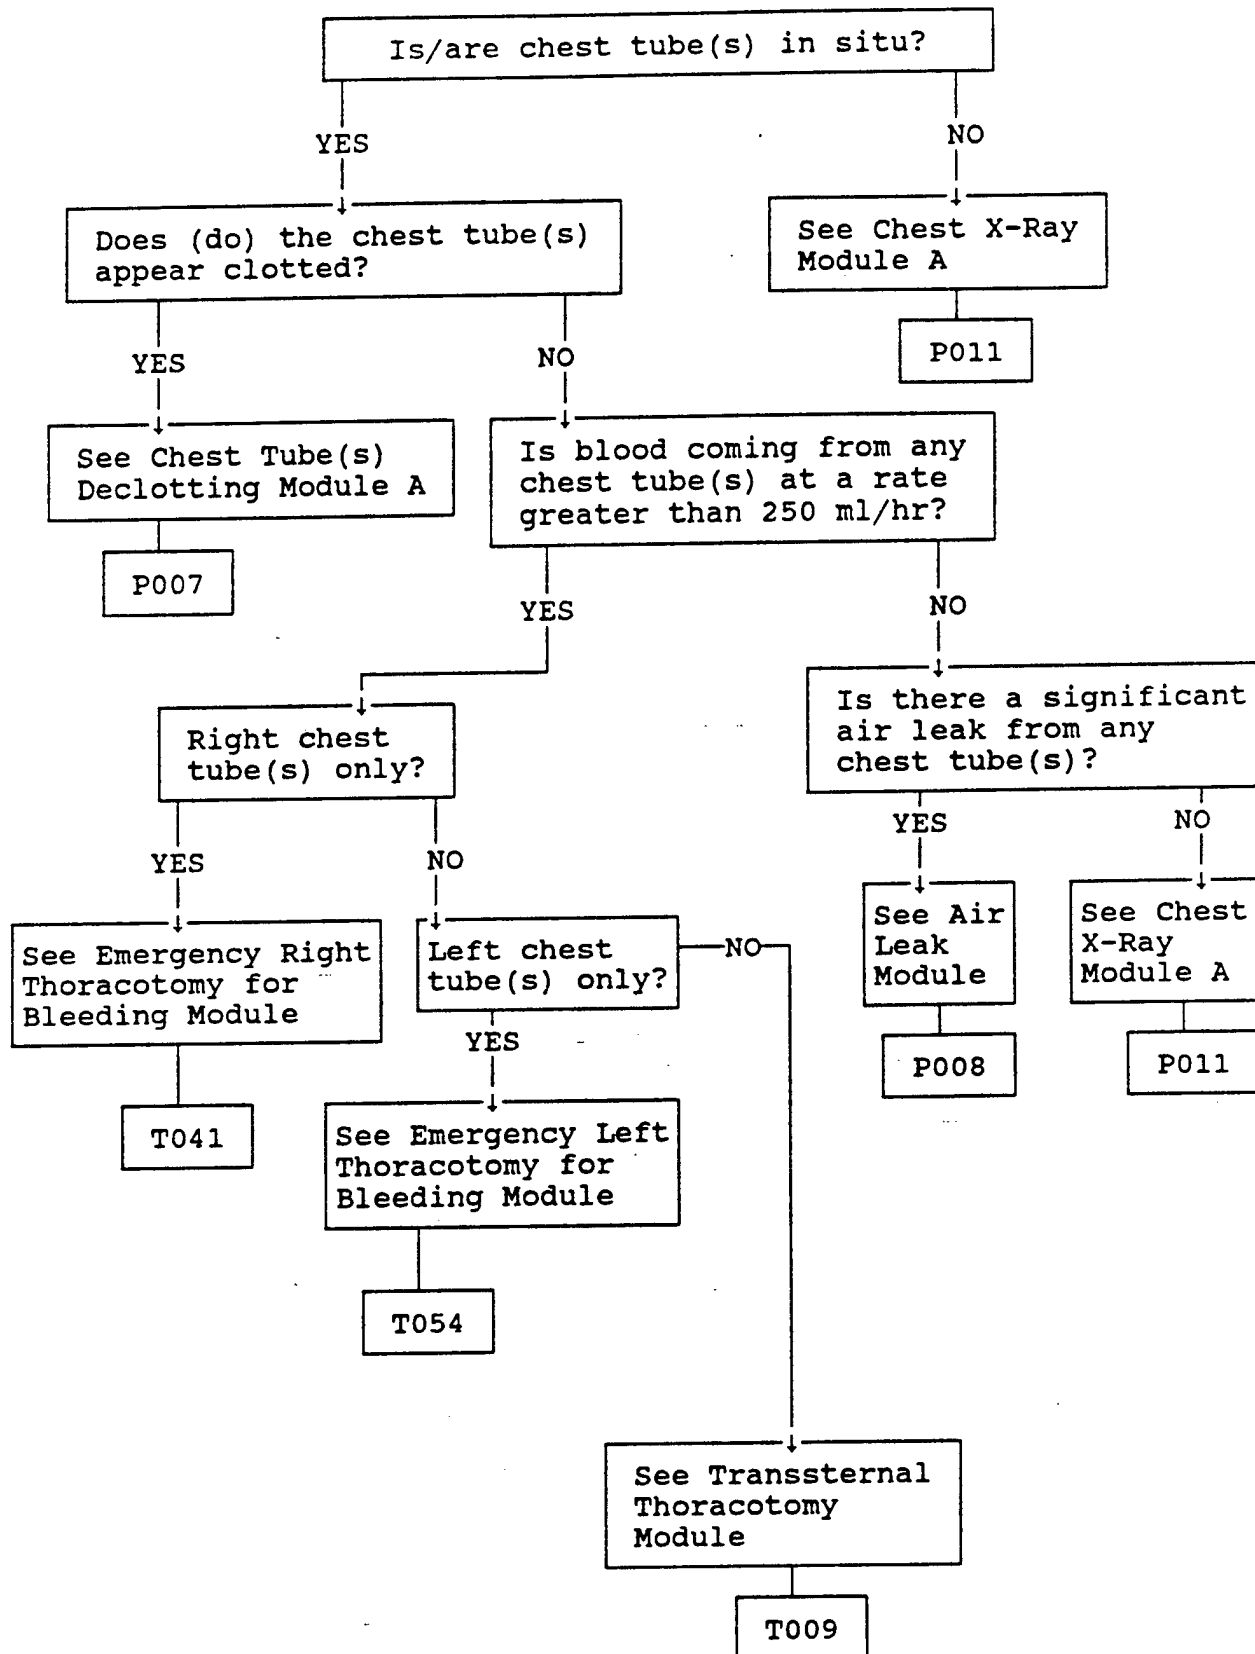 Is/are chest tube(s) in situ?
YES
NO
Does (do) the chest tube(s)
appear clotted?
See Chest X-Ray
Module A
P011
YES
NO
See Chest Tube(s)
Declotting Module A
P007
Is blood coming from any
chest tube(s) at a rate
greater than 250 ml/hr?
YES
NO
Right chest
tube(s) only?
Is there a significant
air leak from any
chest tube(s)?
YES
NO
YES
NO
See Emergency Right
Thoracotomy for
Bleeding Module
T041
Left chest
tube(s) only?
NO
YES
See Emergency Left
Thoracotomy for
Bleeding Module
T054
See Air
Leak
Module
P008
See Chest
X-Ray
Module A
P011
See Transsternal
Thoracotomy
Module
T009